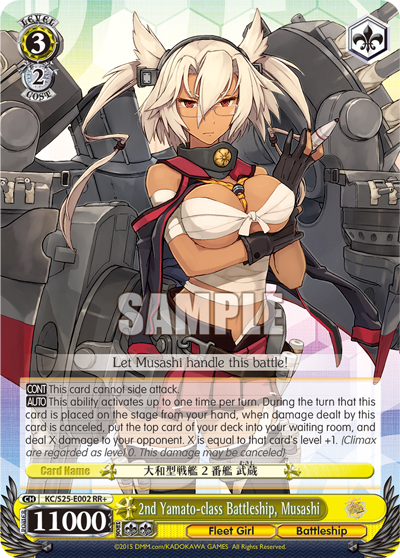 LEVEL
3
2
COST
SAMPLE
Let Musashi handle this battle!
CONT This card cannot side attack.
AUTO This ability activates up to one time per turn. During the turn that this
card is placed on the stage from your hand, when damage dealt by this
card is canceled, put the top card of your deck into your waiting room, and
deal X damage to your opponent. X is equal to that card's level +1. (Climax
are regarded as level 0. This damage may be canceled.)
Card Name 大和型戦艦 2番艦 武蔵
CH KC/S25-E002 RR+
2nd Yamato-class Battleship, Musashi
POWER 11000
Fleet Girl Battleship
©2015 DMM.com/KADOKAWA GAMES All Rights Reserved.